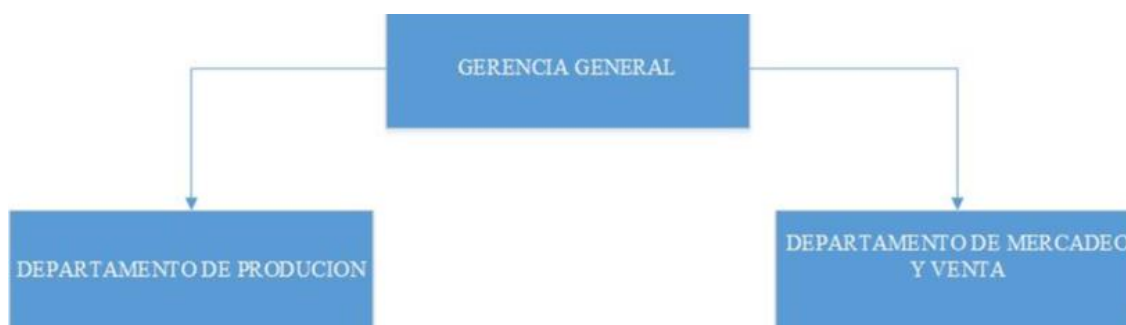 GERENCIA GENERAL
DEPARTAMENTO DE PRODUCION
DEPARTAMENTO DE MERCADEO
Y VENTA